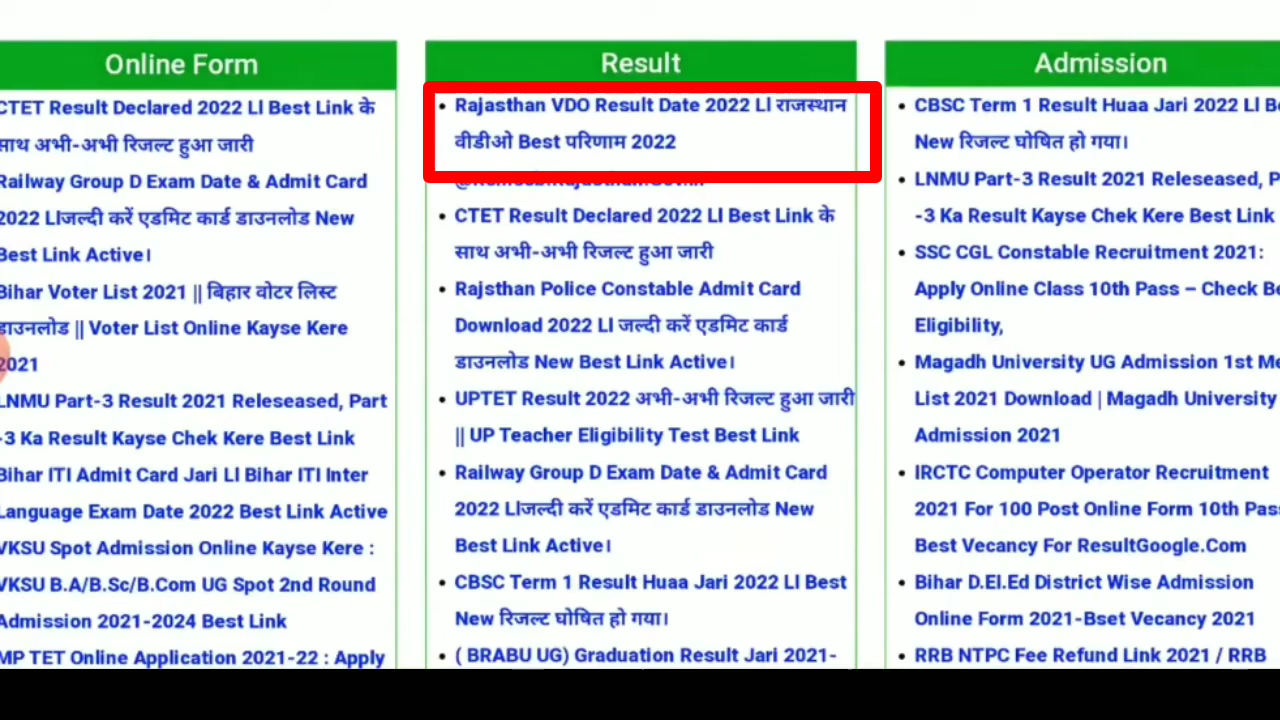 Online Form
CTET Result Declared 2022 Ll Best Link के
साथ अभी-अभी रिजल्ट हुआ जारी
Railway Group D Exam Date & Admit Card
2022 Llजल्दी करें एडमिट कार्ड डाउनलोड New
Best Link Active।
Bihar Voter List 2021 || बिहार वोटर लिस्ट
डाउनलोड || Voter List Online Kayse Kere
2021
LNMU Part-3 Result 2021 Releseased, Part
-3 Ka Result Kayse Chek Kere Best Link
Bihar ITI Admit Card Jari Ll Bihar ITI Inter
Language Exam Date 2022 Best Link Active
VKSU Spot Admission Online Kayse Kere :
VKSU B.A/B.Sc/B.Com UG Spot 2nd Round
Admission 2021-2024 Best Link
MP TET Online Application 2021-22 : Apply
Result
Rajasthan VDO Result Date 2022 Ll राजस्थान
वीडीओ Best परिणाम 2022
CTET Result Declared 2022 Ll Best Link के
साथ अभी-अभी रिजल्ट हुआ जारी
Rajsthan Police Constable Admit Card
Download 2022 Ll जल्दी करें एडमिट कार्ड
डाउनलोड New Best Link Active।
UPTET Result 2022 अभी-अभी रिजल्ट हुआ जारी
|| UP Teacher Eligibility Test Best Link
Railway Group D Exam Date & Admit Card
2022 Llजल्दी करें एडमिट कार्ड डाउनलोड New
Best Link Active।
CBSC Term 1 Result Huaa Jari 2022 Ll Best
New रिजल्ट घोषित हो गया।
( BRABU UG) Graduation Result Jari 2021-
Admission
CBSC Term 1 Result Huaa Jari 2022 Ll
New रिजल्ट घोषित हो गया।
LNMU Part-3 Result 2021 Releseased,
-3 Ka Result Kayse Chek Kere Best Link
SSC CGL Constable Recruitment 2021:
Apply Online Class 10th Pass – Check
Eligibility,
Magadh University UG Admission 1st
List 2021 Download | Magadh University
Admission 2021
IRCTC Computer Operator Recruitment
2021 For 100 Post Online Form 10th
Best Vecancy For ResultGoogle.Com
Bihar D.El.Ed District Wise Admission
Online Form 2021-Bset Vecancy 2021
RRB NTPC Fee Refund Link 2021 / RRB